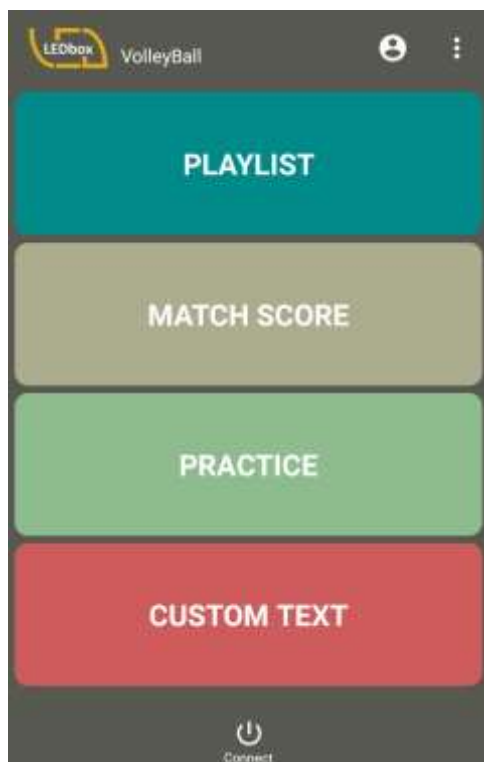 LEDbox
VolleyBall
PLAYLIST
MATCH SCORE
PRACTICE
CUSTOM TEXT
Connect